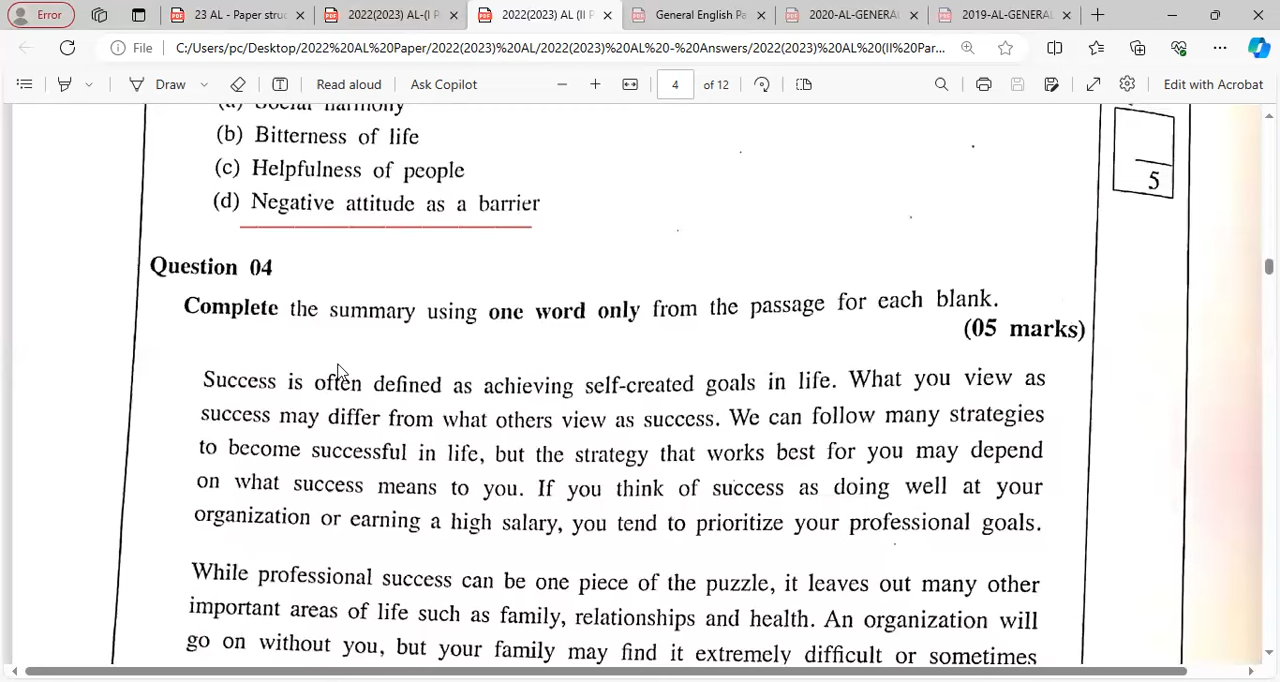 Error
23 AL - Paper struc
2022(2023) AL-(I P
2022(2023) AL (II P
General English Pa
2020-AL-GENERAL
2019-AL-GENERAL
File
C:/Users/pc/Desktop/2022%20AL%20Paper/2022(2023)%20AL/2022(2023)%20AL%20-%20Answers/2022(2023)%20AL%20(II%20Par...
Draw
Read aloud
Ask Copilot
4
of 12
Edit with Acrobat
(a) Social harmony
(b) Bitterness of life
(c) Helpfulness of people
(d) Negative attitude as a barrier
5
Question 04
Complete the summary using one word only from the passage for each blank.
(05 marks)
Success is often defined as achieving self-created goals in life. What you view as
success may differ from what others view as success. We can follow many strategies
to become successful in life, but the strategy that works best for you may depend
on what success means to you. If you think of success as doing well at your
organization or earning a high salary, you tend to prioritize your professional goals.
While professional success can be one piece of the puzzle, it leaves out many other
important areas of life such as family, relationships and health. An organization will
go on without you, but your family may find it extremely difficult or sometimes